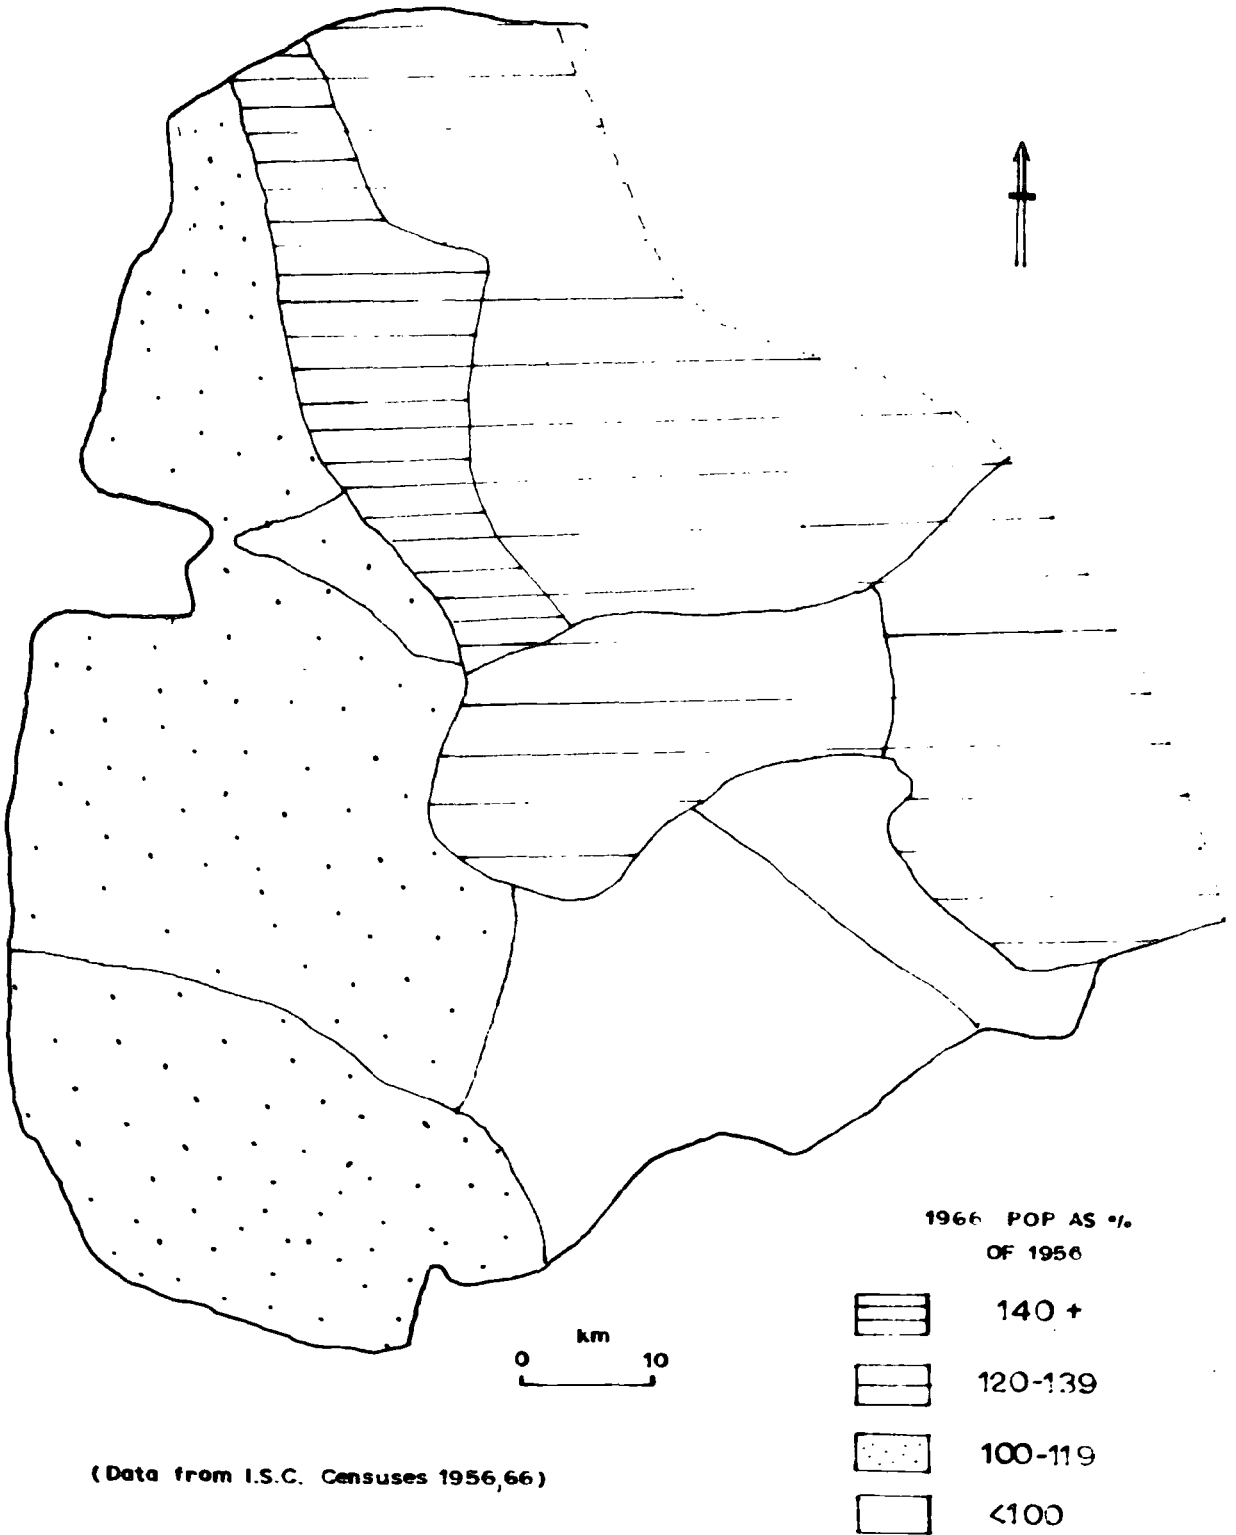 1966 POP AS %
OF 1956
140 +
120-139
100-119
<100
km
0 10
(Data from I.S.C. Censuses 1956,66)